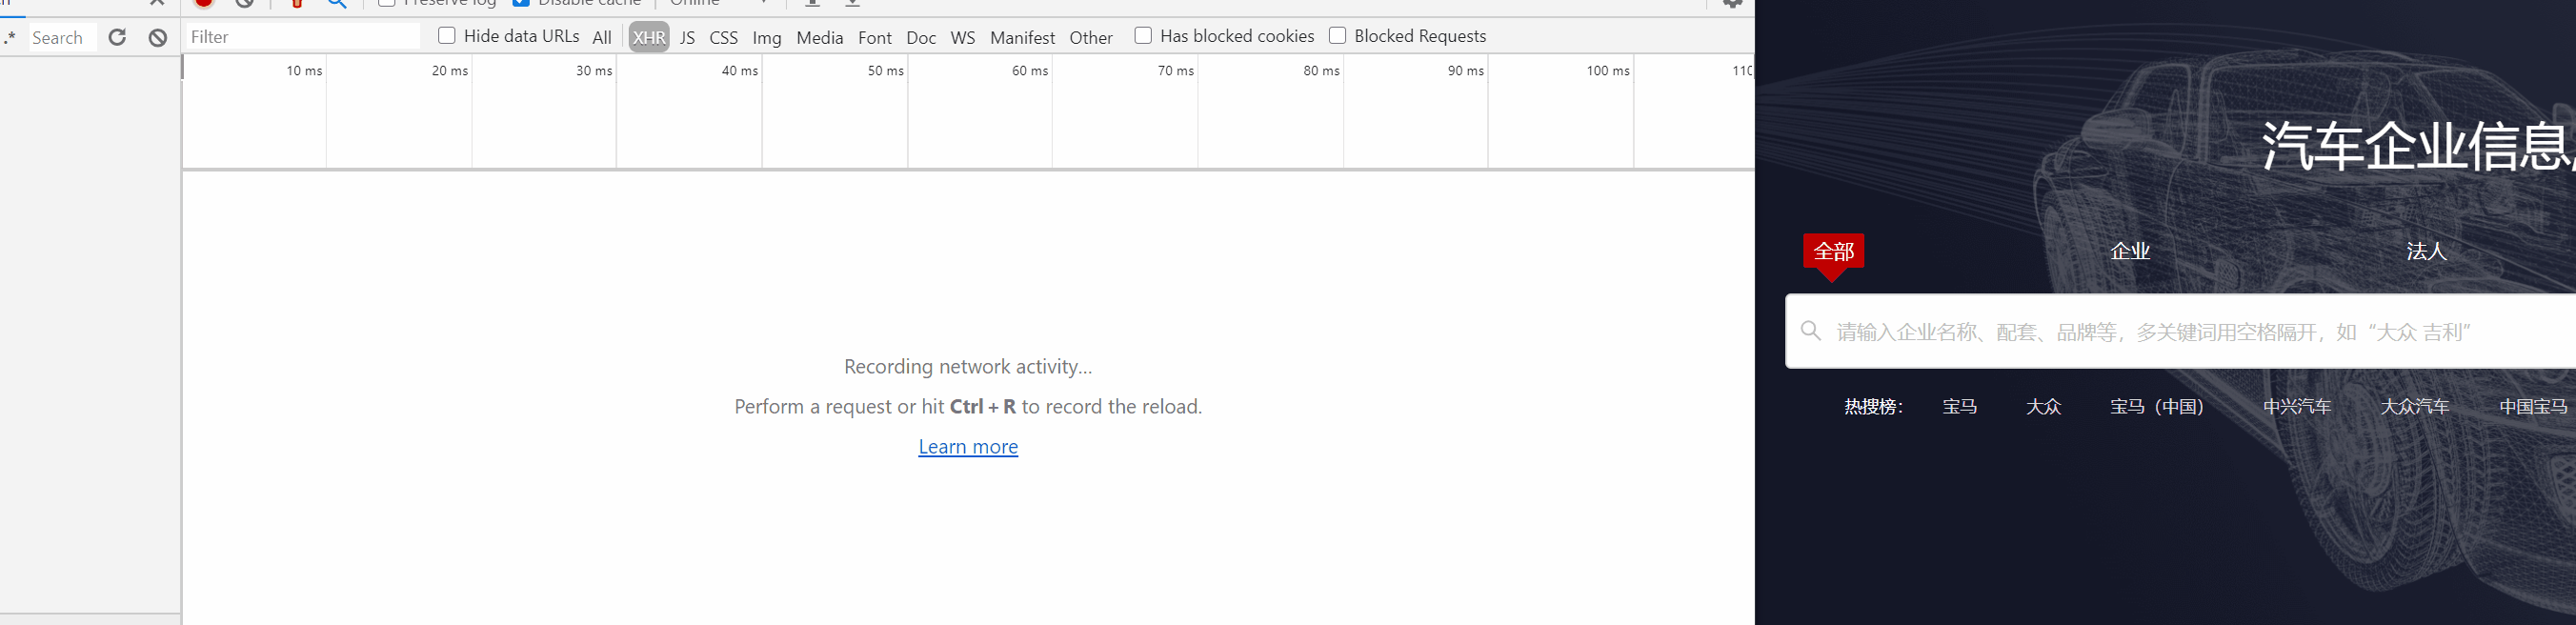 Preserve log Disable cache Online
.* Search Filter Hide data URLs All XHR JS CSS Img Media Font Doc WS Manifest Other Has blocked cookies Blocked Requests
10 ms 20 ms 30 ms 40 ms 50 ms 60 ms 70 ms 80 ms 90 ms 100 ms 110
Recording network activity...
Perform a request or hit Ctrl + R to record the reload.
Learn more
汽车企业信息
全部 企业 法人
请输入企业名称、配套、品牌等，多关键词用空格隔开，如“大众 吉利”
热搜榜： 宝马 大众 宝马（中国） 中兴汽车 大众汽车 中国宝马